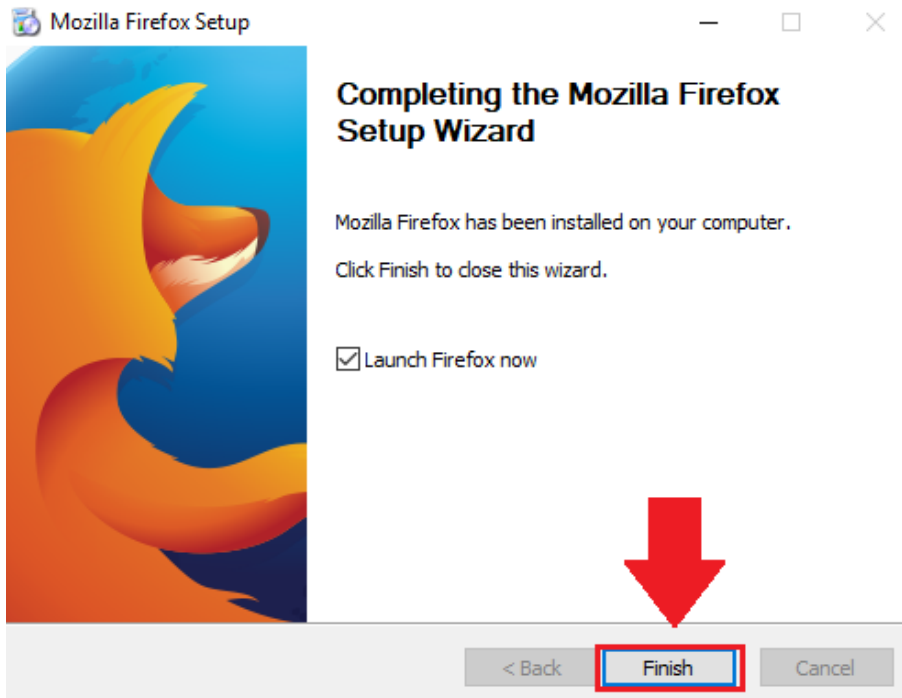 Mozilla Firefox Setup
Completing the Mozilla Firefox
Setup Wizard
Mozilla Firefox has been installed on your computer.
Click Finish to close this wizard.
Launch Firefox now
< Back
Finish
Cancel